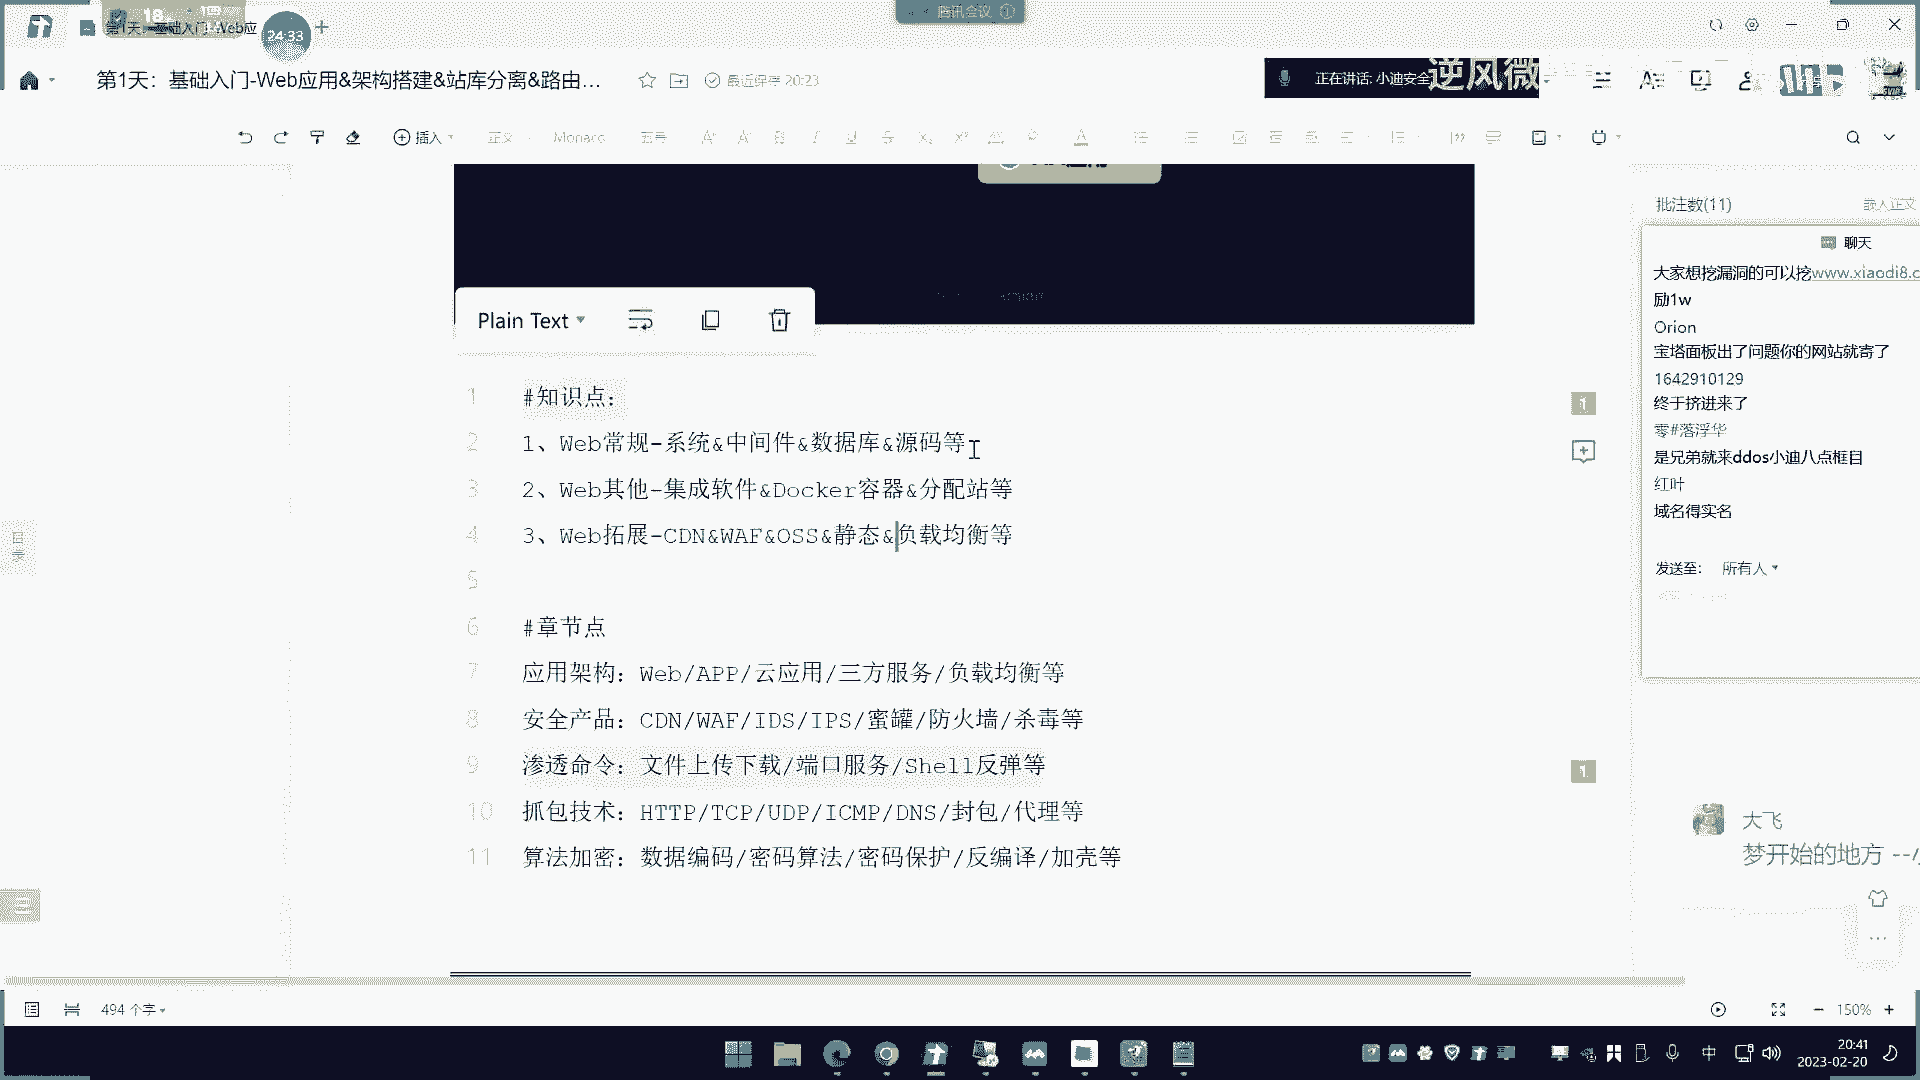 24:33
腾讯会议
第1天：基础入门-Web应用&架构搭建&站库分离&路由...
最近保存 20:23
正在讲话: 小迪安全
逆风微
插入
正文
Monaco
五号
批注数(11)
嵌入正文
Plain Text
聊天
大家想挖漏洞的可以挖www.xiaodi8.c
励1w
Orion
宝塔面板出了问题你的网站就寄了
1642910129
终于挤进来了
零#落浮华
是兄弟就来ddos小迪八点框目
红叶
域名得实名
发送至： 所有人
1 #知识点：
2 1、Web常规-系统&中间件&数据库&源码等
3 2、Web其他-集成软件&Docker容器&分配站等
4 3、Web拓展-CDN&WAF&OSS&静态&负载均衡等
5
6 #章节点
7 应用架构：Web/APP/云应用/三方服务/负载均衡等
8 安全产品：CDN/WAF/IDS/IPS/蜜罐/防火墙/杀毒等
9 渗透命令：文件上传下载/端口服务/Shell反弹等
10 抓包技术：HTTP/TCP/UDP/ICMP/DNS/封包/代理等
11 算法加密：数据编码/密码算法/密码保护/反编译/加壳等
1
1
目录
大飞
梦开始的地方 --
494 个字
150%
中
20:41
2023-02-20